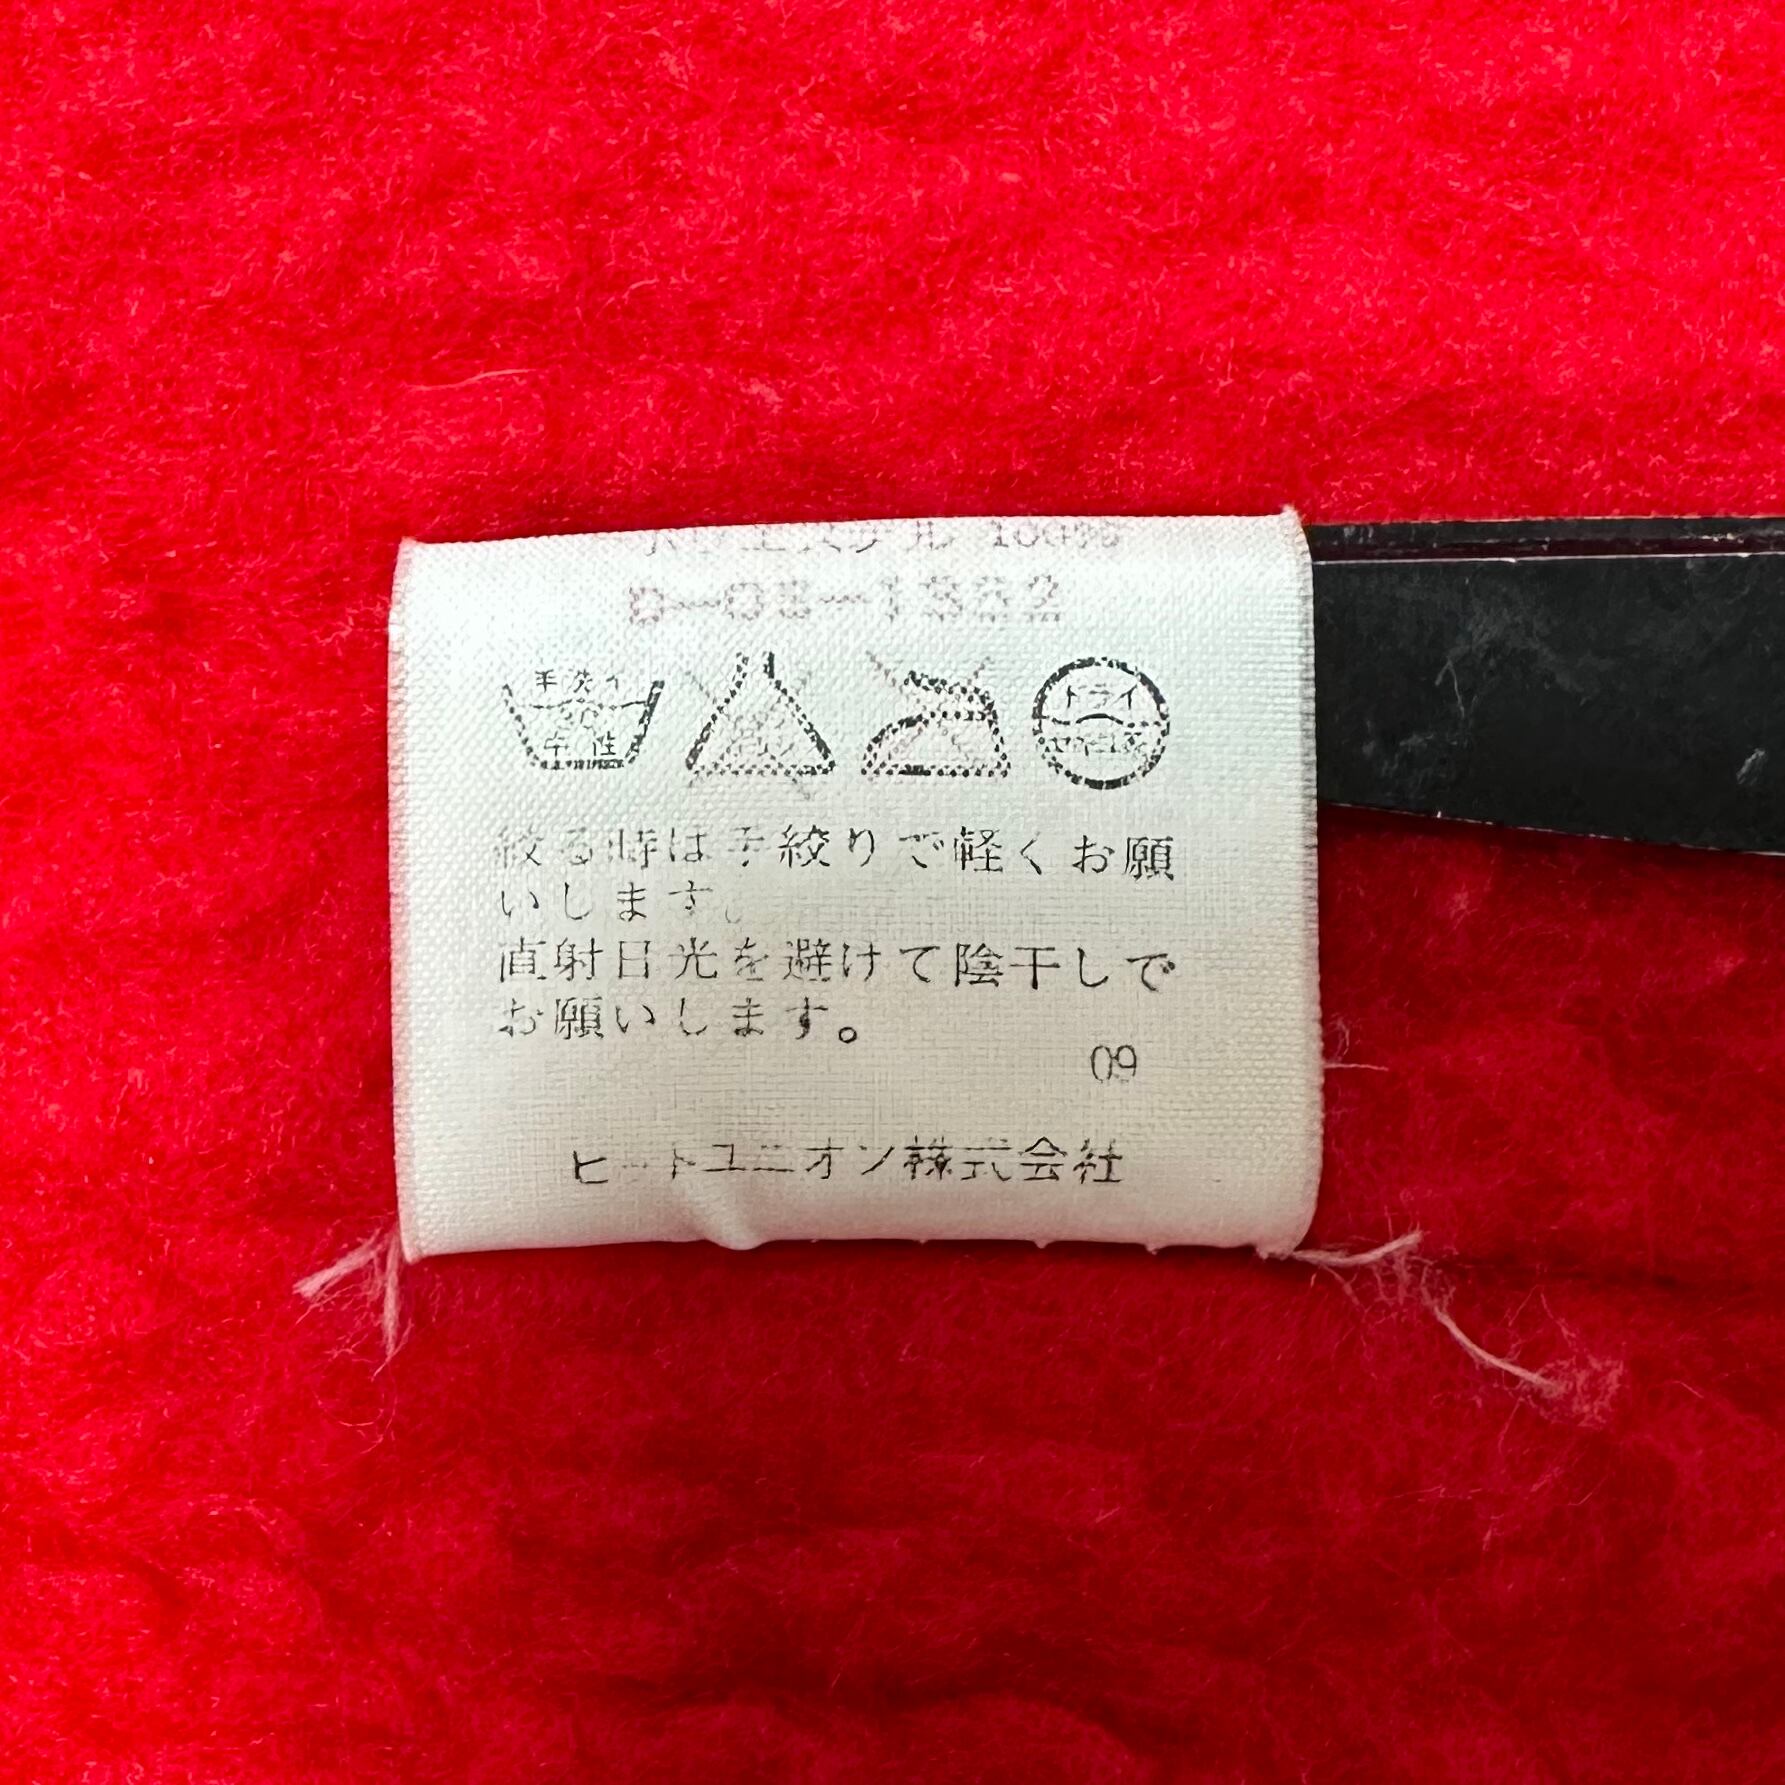 ポリエステル 100%
手洗イ
中性
ドライ
絞る時は手絞りで軽くお願
いします。
直射日光を避けて陰干しで
お願いします。
09
ヒットユニオン株式会社